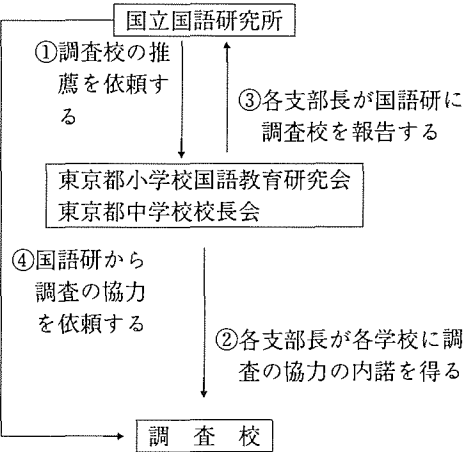 国立国語研究所
①調査校の推
薦を依頼す
る
③各支部長が国語研に
調査校を報告する
東京都小学校国語教育研究会
東京都中学校校長会
④国語研から
調査の協力
を依頼する
②各支部長が各学校に調
査の協力の内諾を得る
調査校